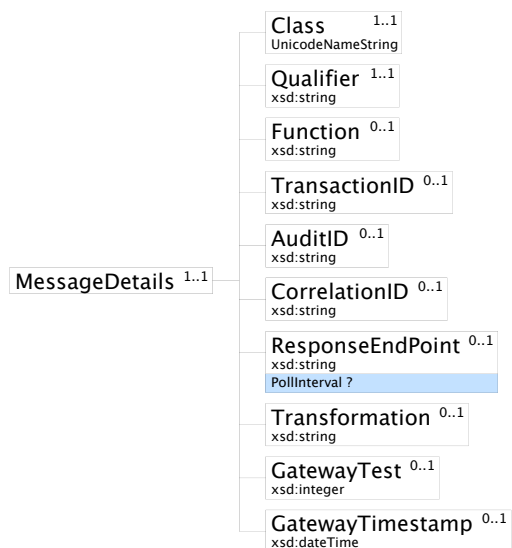 Class 1..1
UnicodeNameString
Qualifier 1..1
xsd:string
Function 0..1
xsd:string
TransactionID 0..1
xsd:string
AuditID 0..1
xsd:string
MessageDetails 1..1
CorrelationID 0..1
xsd:string
ResponseEndPoint 0..1
xsd:string
PollInterval ?
Transformation 0..1
xsd:string
GatewayTest 0..1
xsd:integer
GatewayTimestamp 0..1
xsd:dateTime